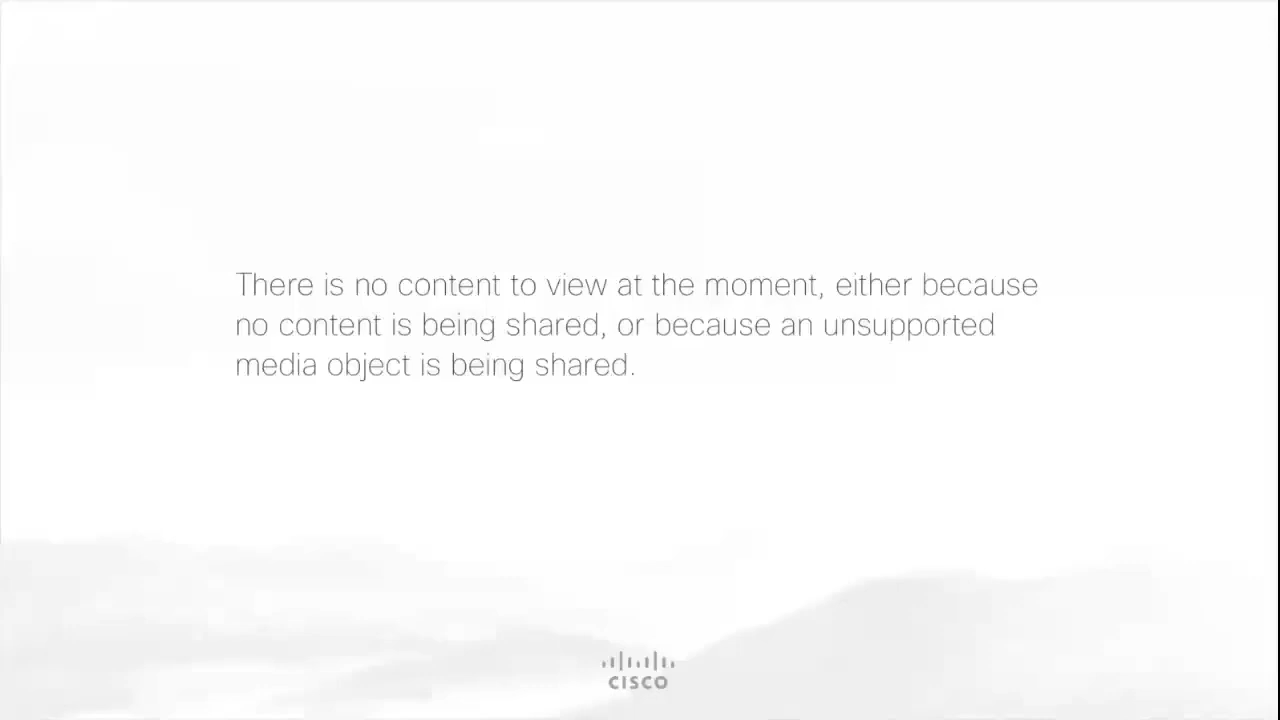 There is no content to view at the moment, either because
no content is being shared, or because an unsupported
media object is being shared.
CISCO